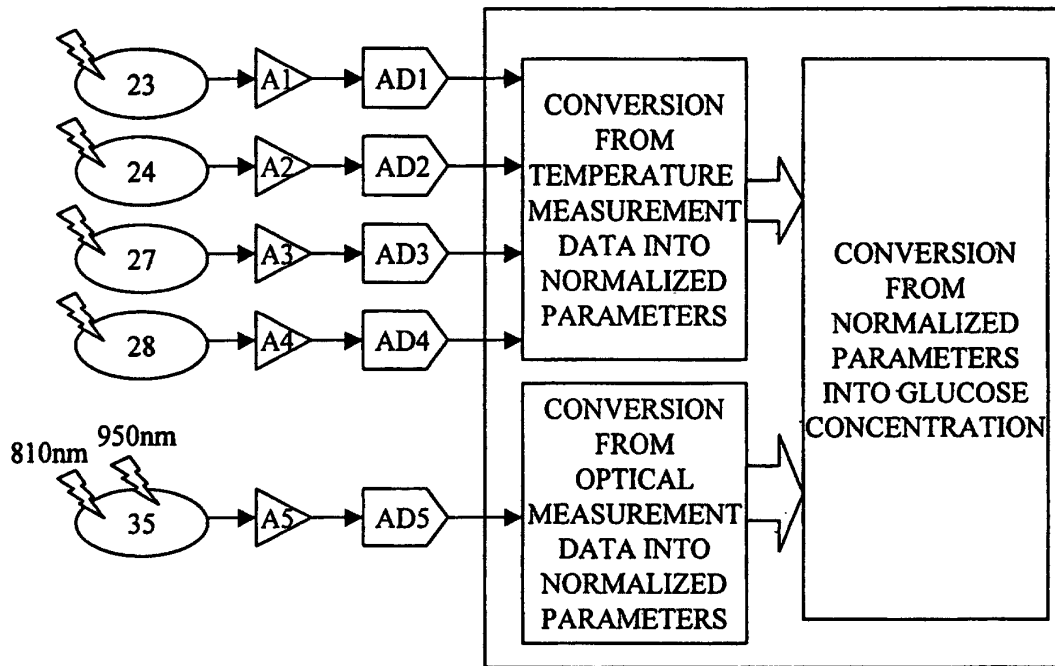 23 A1 AD1
24 A2 AD2
27 A3 AD3
28 A4 AD4
CONVERSION
FROM
TEMPERATURE
MEASUREMENT
DATA INTO
NORMALIZED
PARAMETERS
810nm 950nm
35 A5 AD5
CONVERSION
FROM
OPTICAL
MEASUREMENT
DATA INTO
NORMALIZED
PARAMETERS
CONVERSION
FROM
NORMALIZED
PARAMETERS
INTO GLUCOSE
CONCENTRATION